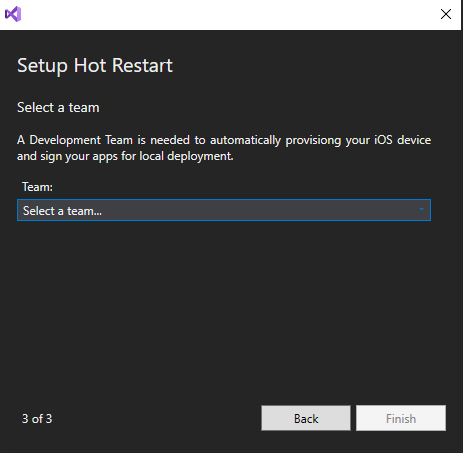 Setup Hot Restart
Select a team
A Development Team is needed to automatically provisiong your iOS device
and sign your apps for local deployment.
Team:
Select a team...
3 of 3
Back
Finish